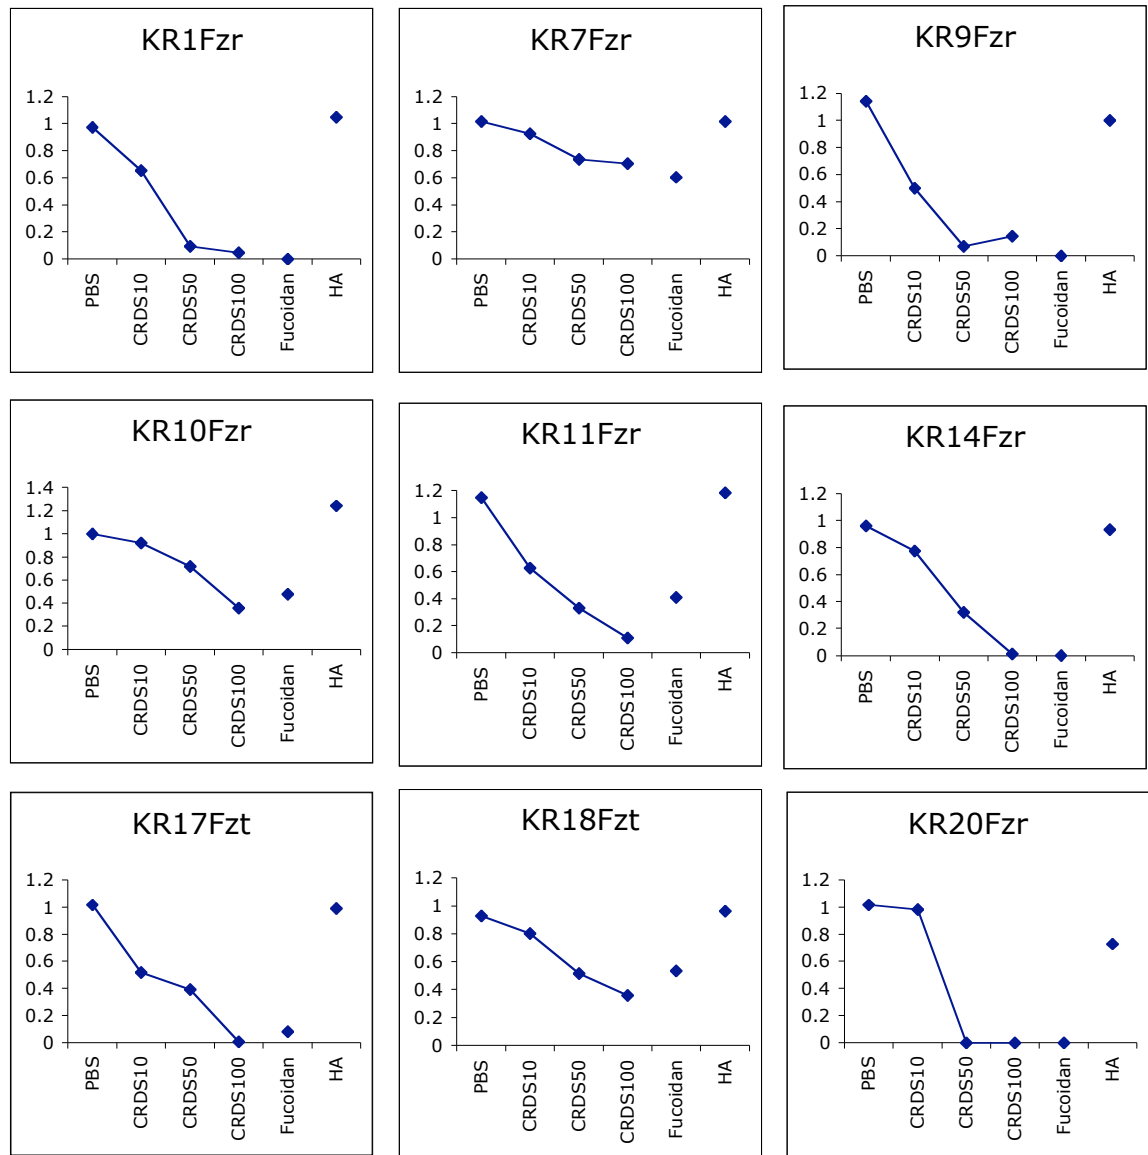 KR1Fzr
1.2
1
0.8
0.6
0.4
0.2
0
PBS
CRDS10
CRDS50
CRDS100
Fucoidan
HA
KR7Fzr
1.2
1
0.8
0.6
0.4
0.2
0
PBS
CRDS10
CRDS50
CRDS100
Fucoidan
HA
KR9Fzr
1.2
1
0.8
0.6
0.4
0.2
0
PBS
CRDS10
CRDS50
CRDS100
Fucoidan
HA
KR10Fzr
1.4
1.2
1
0.8
0.6
0.4
0.2
0
PBS
CRDS10
CRDS50
CRDS100
Fucoidan
HA
KR11Fzr
1.2
1
0.8
0.6
0.4
0.2
0
PBS
CRDS10
CRDS50
CRDS100
Fucoidan
HA
KR14Fzr
1.2
1
0.8
0.6
0.4
0.2
0
PBS
CRDS10
CRDS50
CRDS100
Fucoidan
HA
KR17Fzt
1.2
1
0.8
0.6
0.4
0.2
0
PBS
CRDS10
CRDS50
CRDS100
Fucoidan
HA
KR18Fzt
1.2
1
0.8
0.6
0.4
0.2
0
PBS
CRDS10
CRDS50
CRDS100
Fucoidan
HA
KR20Fzr
1.2
1
0.8
0.6
0.4
0.2
0
PBS
CRDS10
CRDS50
CRDS100
Fucoidan
HA